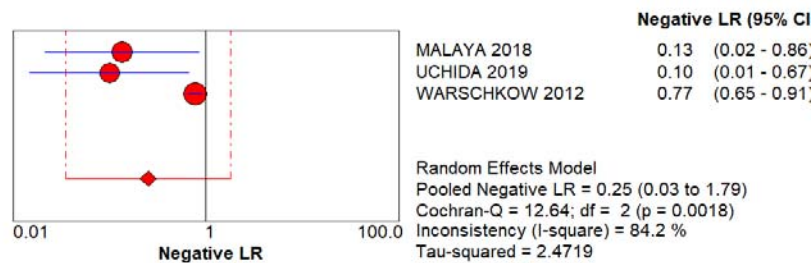 Negative LR (95% CI
MALAYA 2018 0.13 (0.02 - 0.86)
UCHIDA 2019 0.10 (0.01 - 0.67)
WARSCHKOW 2012 0.77 (0.65 - 0.91)
Random Effects Model
Pooled Negative LR = 0.25 (0.03 to 1.79)
Cochran-Q = 12.64; df = 2 (p = 0.0018)
Inconsistency (I-square) = 84.2 %
Tau-squared = 2.4719
0.01 1 100.0
Negative LR